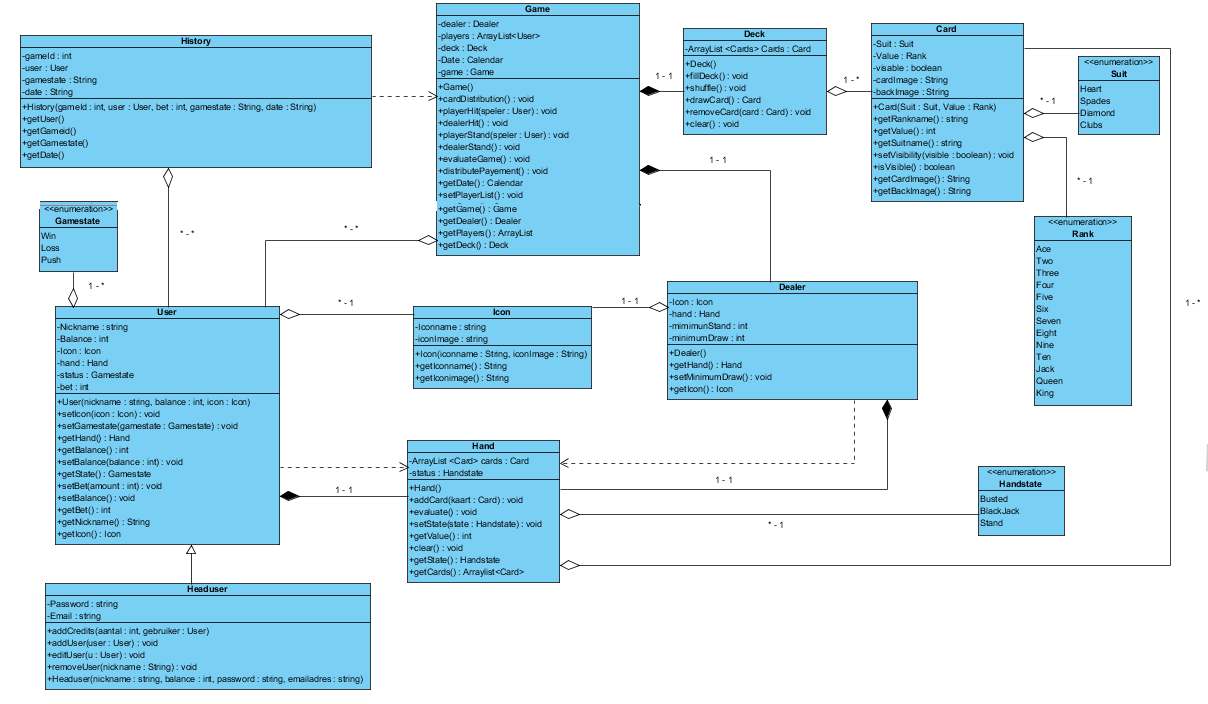 History
-gameId : int
-user : User
-gamestate : String
-date : String
+History(gameId : int, user : User, bet : int, gamestate : String, date : String)
+getUser()
+getGameid()
+getGamestate()
+getDate()
Game
-dealer : Dealer
-players : ArrayList<User>
-deck : Deck
-Date : Calendar
-game : Game
+Game()
+cardDistribution() : void
+playerHit(speler : User) : void
+dealerHit() : void
+playerStand(speler : User) : void
+dealerStand() : void
+evaluateGame() : void
+distributePayement() : void
+getDate() : Calendar
+setPlayerList() : void
+getGame() : Game
+getDealer() : Dealer
+getPlayers() : ArrayList
+getDeck() : Deck
1 - 1
Deck
-ArrayList <Cards> Cards : Card
+Deck()
+fillDeck() : void
+shuffle() : void
+drawCard() : Card
+removeCard(card : Card) : void
+clear() : void
1 -*
Card
-Suit : Suit
-Value : Rank
-visable : boolean
-cardImage : String
-backImage : String
+Card(Suit : Suit, Value : Rank)
+getRankname() : string
+getValue() : int
+getSuitname() : string
+setVisibility(visible : boolean) : void
+isVisible() : boolean
+getCardImage() : String
+getBackImage() : String
* -1
<<enumeration>>
Suit
Heart
Spades
Diamond
Clubs
* -1
<<enumeration>>
Rank
Ace
Two
Three
Four
Five
Six
Seven
Eight
Nine
Ten
Jack
Queen
King
1 -*
1 - 1
<<enumeration>>
Gamestate
Win
Loss
Push
1 -*
* -*
* -*
User
-Nickname : string
-Balance : int
-Icon : Icon
-hand : Hand
-status : Gamestate
-bet : int
+User(nickname : string, balance : int, icon : Icon)
+setIcon(icon : Icon) : void
+setGamestate(gamestate : Gamestate) : void
+getHand() : Hand
+getBalance() : int
+setBalance(balance : int) : void
+getState() : Gamestate
+setBet(amount : int) : void
+setBalance() : void
+getBet() : int
+getNickname() : String
+getIcon() : Icon
* -1
Icon
-Iconname : string
-iconImage : string
+Icon(iconname : String, iconImage : String)
+getIconname() : String
+getIconimage() : String
1 - 1
Dealer
-Icon : Icon
-hand : Hand
-mimimunStand : int
-minimumDraw : int
+Dealer()
+getHand() : Hand
+setMinimumDraw() : void
+getIcon() : Icon
1 - 1
Hand
-ArrayList <Card> cards : Card
-status : Handstate
+Hand()
+addCard(kaart : Card) : void
+evaluate() : void
+setState(state : Handstate) : void
+getValue() : int
+clear() : void
+getState() : Handstate
+getCards() : Arraylist<Card>
1 - 1
* -1
<<enumeration>>
Handstate
Busted
BlackJack
Stand
Headuser
-Password : string
-Email : string
+addCredits(aantal : int, gebruiker : User)
+addUser(user : User) : void
+editUser(u : User) : void
+removeUser(nickname : String) : void
+Headuser(nickname : string, balance : int, password : string, emailadres : string)